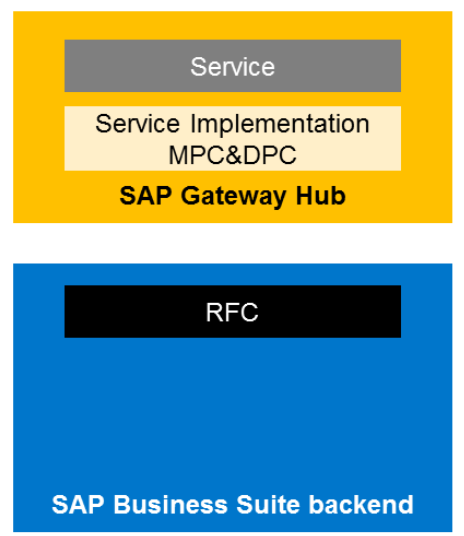 Service
Service Implementation
MPC&DPC
SAP Gateway Hub
RFC
SAP Business Suite backend